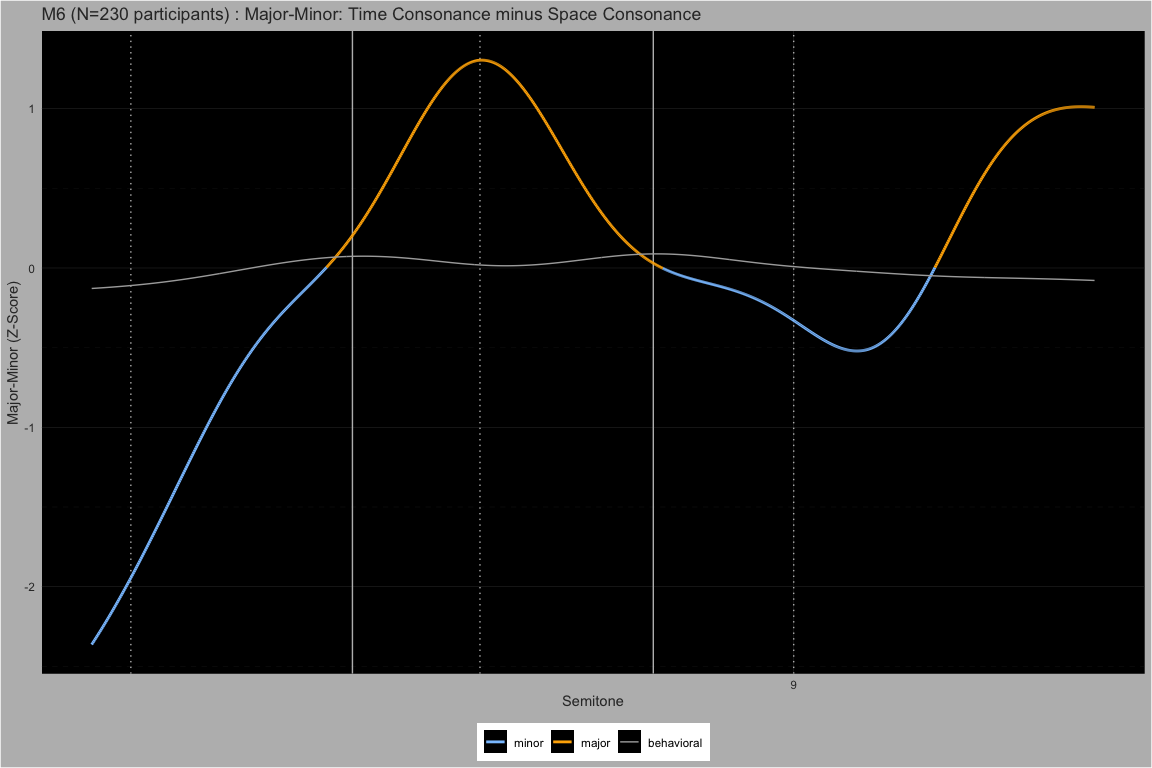 M6 (N=230 participants) : Major-Minor: Time Consonance minus Space Consonance
Major-Minor (Z-Score)
1
0
-1
-2
9
Semitone
minor major behavioral